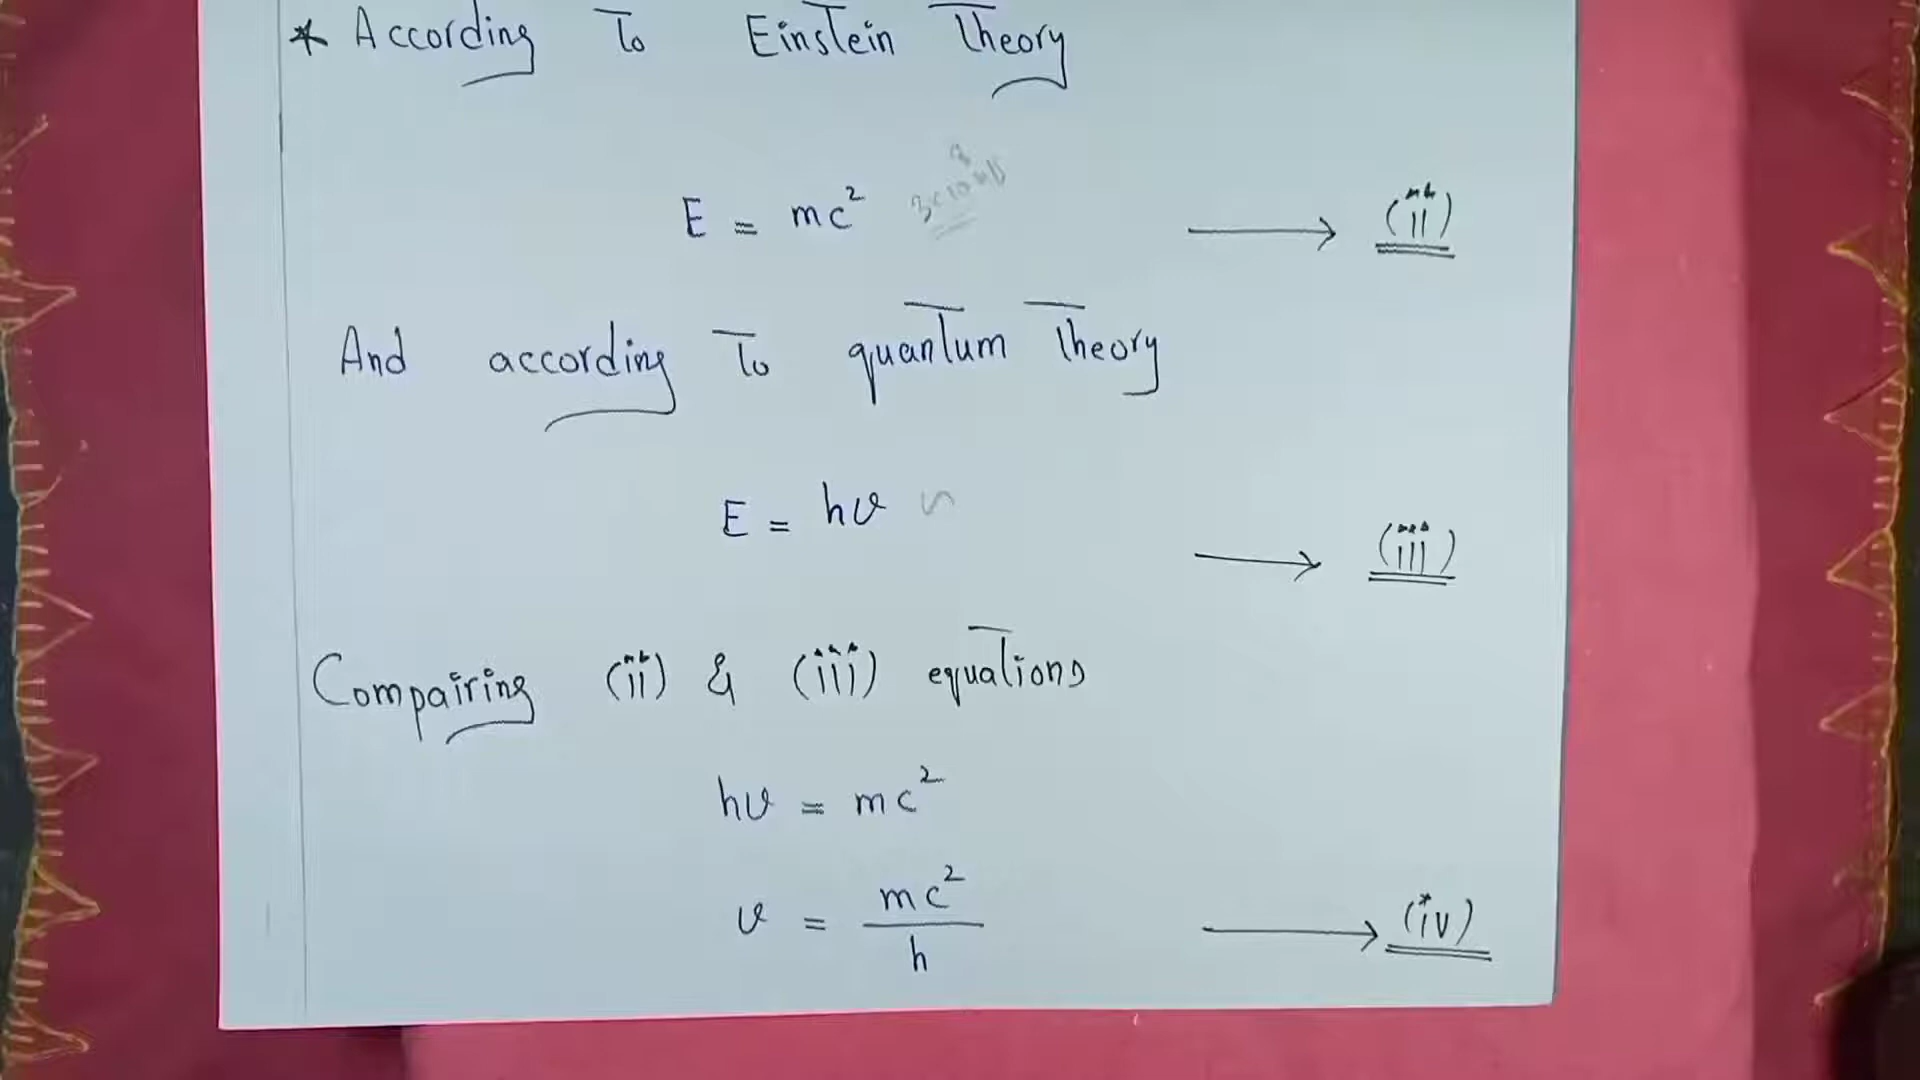 * According To Einstein Theory
E = mc² ⟶ (ii)
And according To quantum Theory
E = hν ⟶ (iii)
Compairing (ii) & (iii) equations
hν = mc²
ν = mc²/h ⟶ (iv)